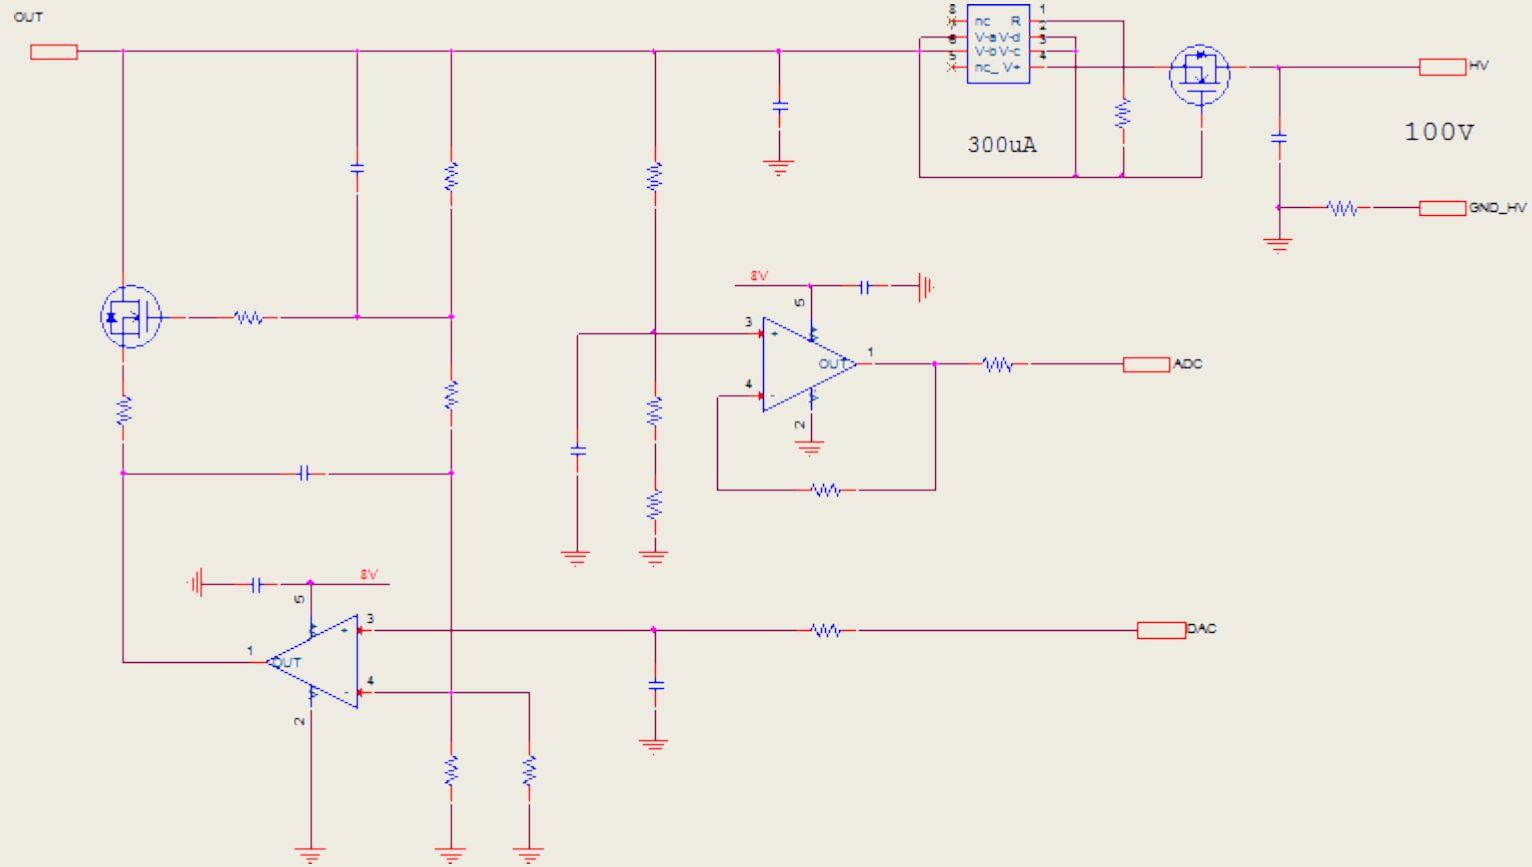 OUT
8 nc R 1
7 V-a V-d 2
6 V-b V-c 3
5 nc_ V+ 4
300uA
HV
100V
GND_HV
8V
5
3 +
V+
OUT 1
ADC
4 -
V-
2
8V
5
V+
+ 3
DAC
1 OUT
- 4
V-
2